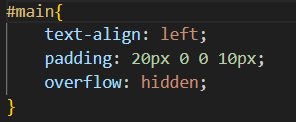 #main{
    text-align: left;
    padding: 20px 0 0 10px;
    overflow: hidden;
}